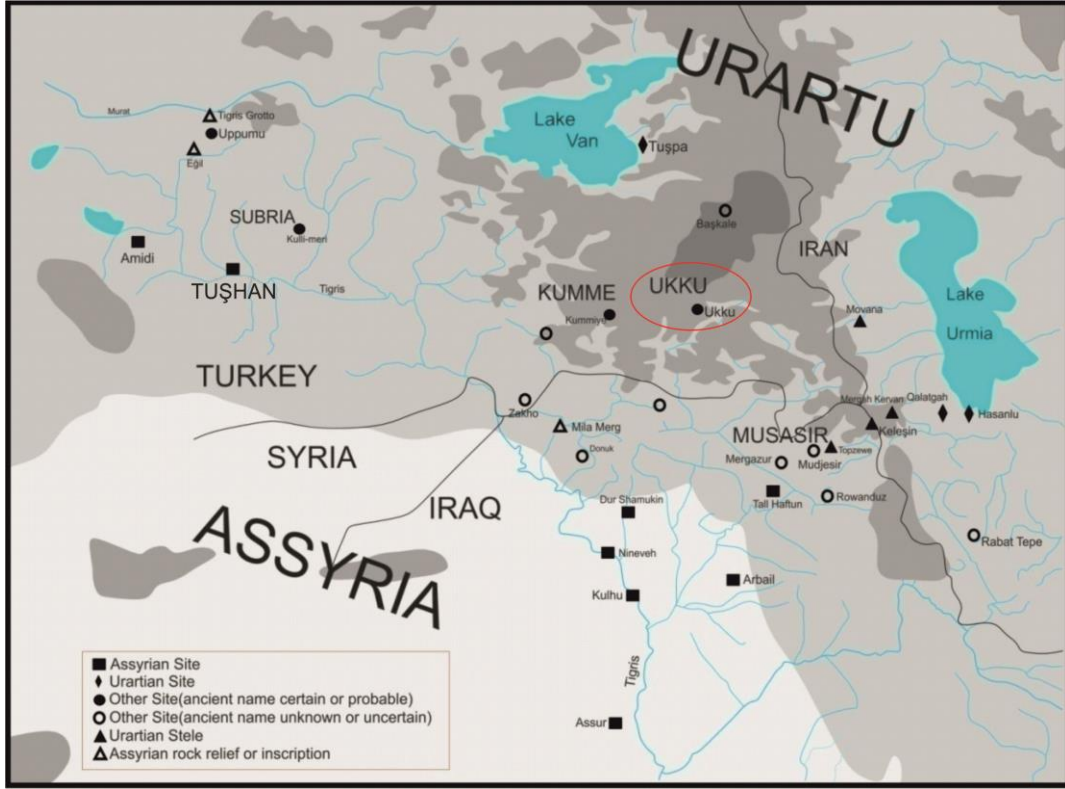 URARTU
Murat
Tigris Grotto
Uppumu
Eğil
Lake
Van
Tuşpa
SUBRIA
Kulli-meri
Amidi
TUŞHAN
Tigris
Başkale
IRAN
UKKU
Ukku
KUMME
Kummiye
Lake
Urmia
Movana
TURKEY
SYRIA
IRAQ
ASSYRIA
Zakho
Mila Merg
Donuk
MUSASIR
Mergah Kervan
Qalatgah
Hasanlu
Keleşin
Topzewe
Mergazur
Mudjesir
Tall Haftun
Rowanduz
Rabat Tepe
Dur Shamukin
Nineveh
Arbail
Kulhu
Tigris
Assur
Assyrian Site
Urartian Site
Other Site(ancient name certain or probable)
Other Site(ancient name unknown or uncertain)
Urartian Stele
Assyrian rock relief or inscription